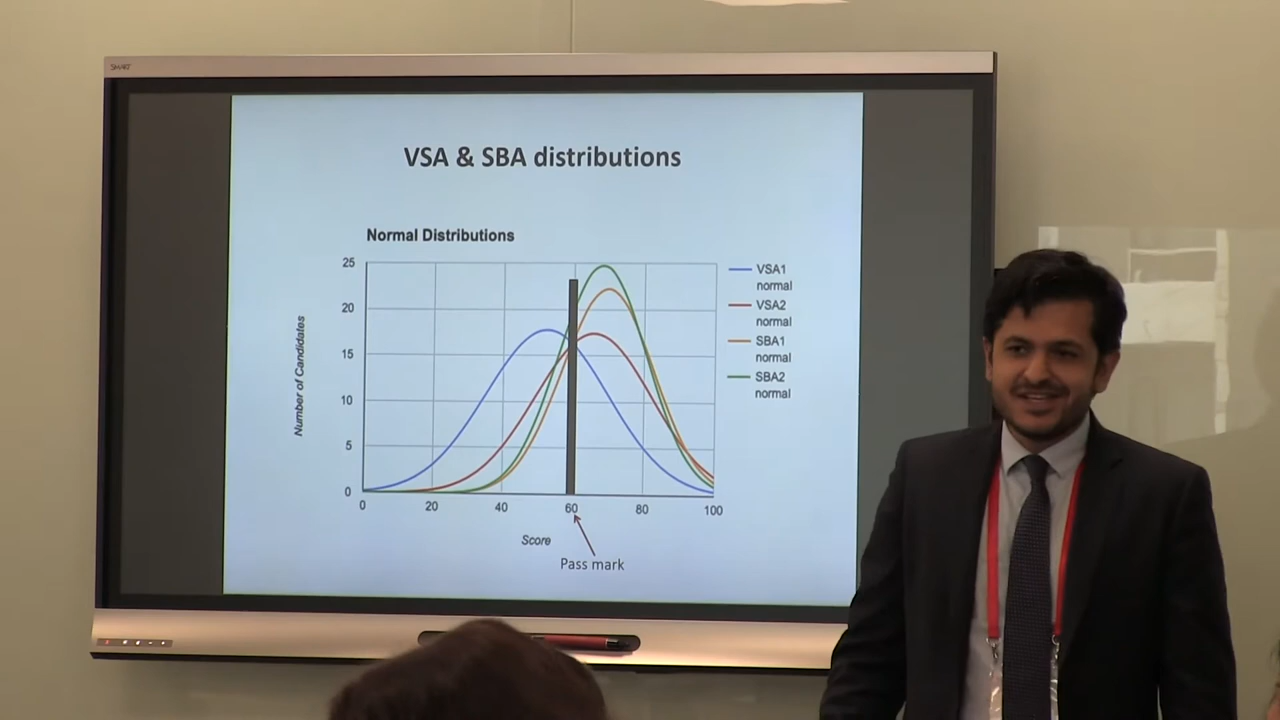 SMART
VSA & SBA distributions
Normal Distributions
25
20
15
10
5
0
Number of Candidates
0 20 40 60 80 100
Score
Pass mark
VSA1
normal
VSA2
normal
SBA1
normal
SBA2
normal